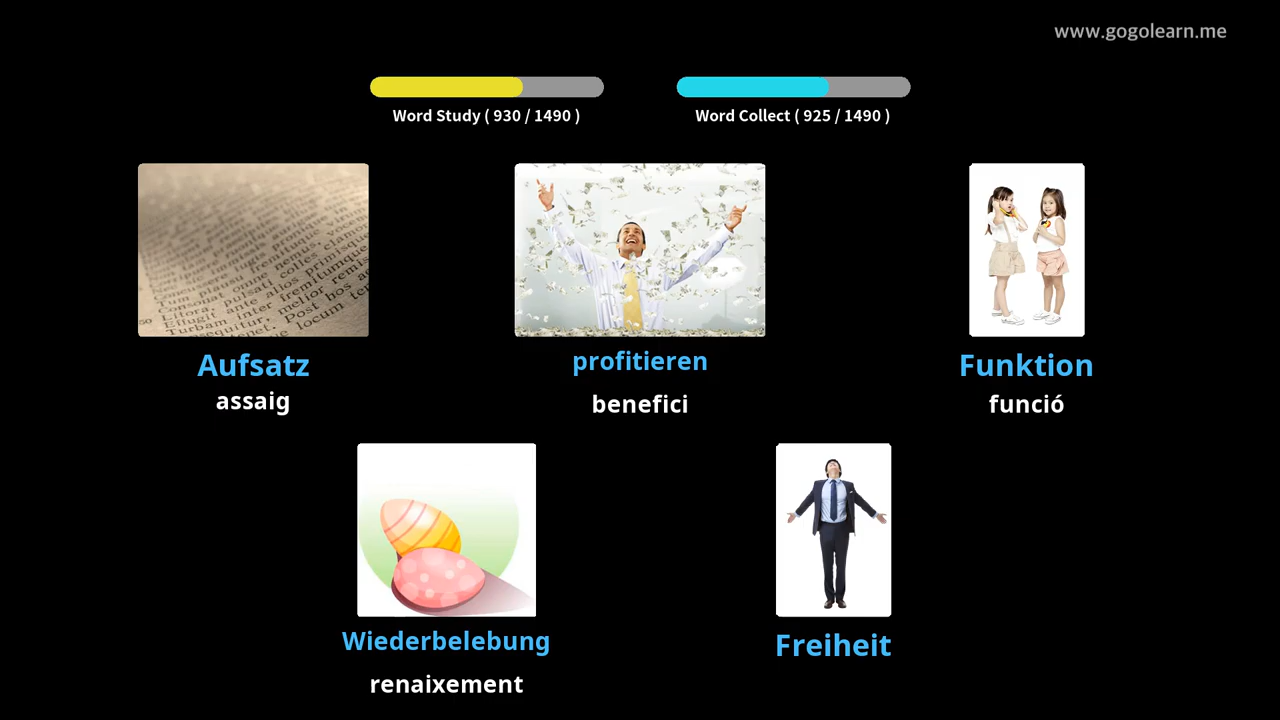 www.gogolearn.me
Word Study ( 930 / 1490 )
Word Collect ( 925 / 1490 )
Aufsatz
assaig
profitieren
benefici
Funktion
funció
Wiederbelebung
renaixement
Freiheit